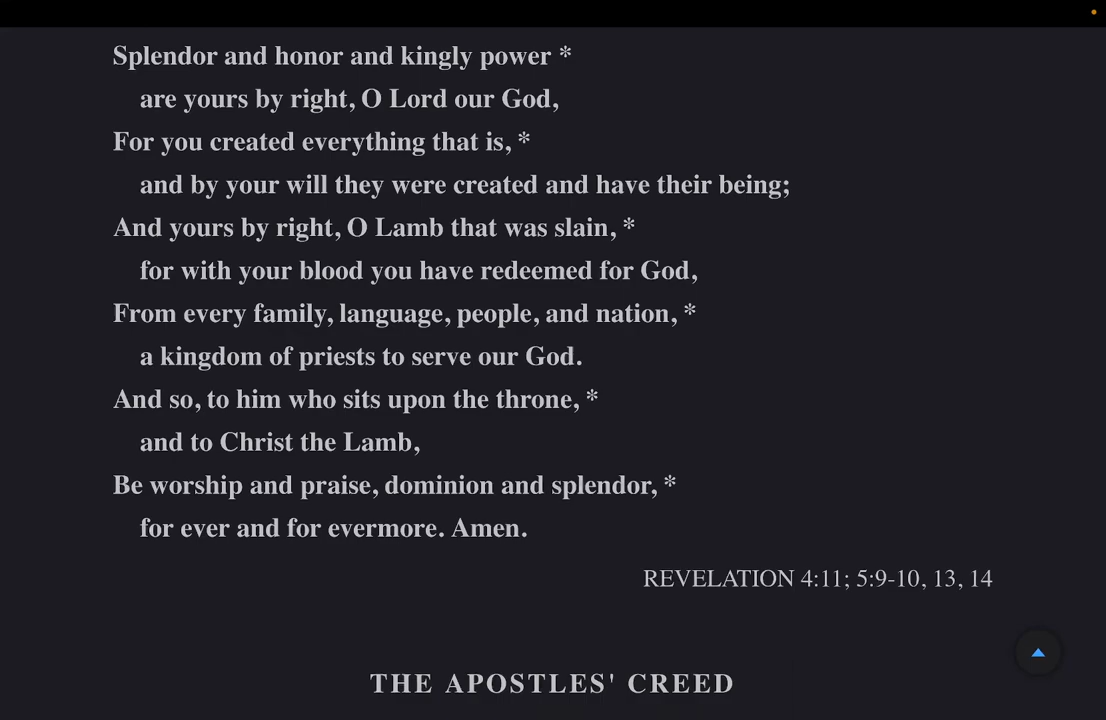 Splendor and honor and kingly power *
are yours by right, O Lord our God,
For you created everything that is, *
and by your will they were created and have their being;
And yours by right, O Lamb that was slain, *
for with your blood you have redeemed for God,
From every family, language, people, and nation, *
a kingdom of priests to serve our God.
And so, to him who sits upon the throne, *
and to Christ the Lamb,
Be worship and praise, dominion and splendor, *
for ever and for evermore. Amen.
REVELATION 4:11; 5:9-10, 13, 14
THE APOSTLES' CREED